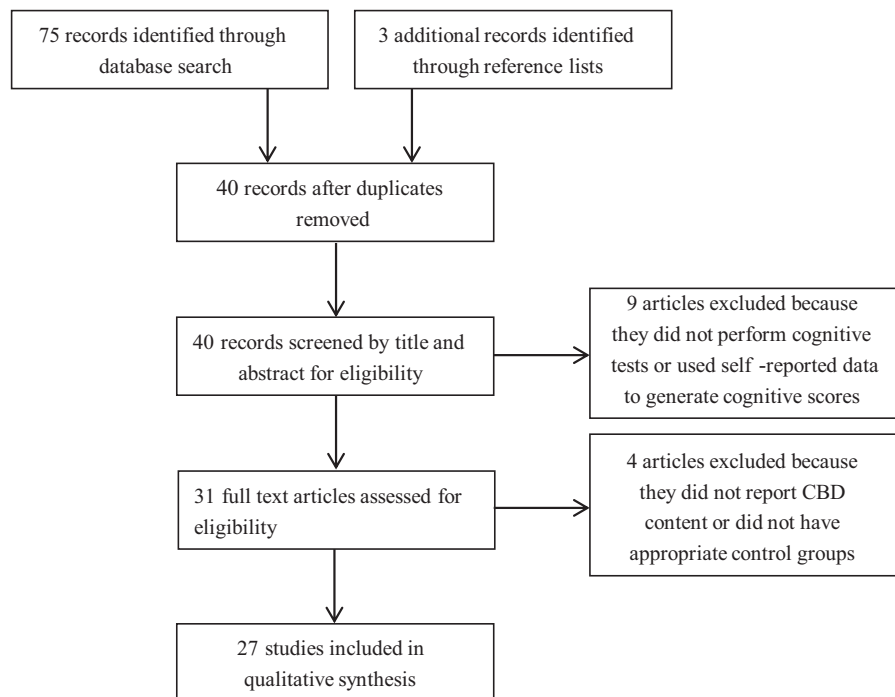 75 records identified through
database search
3 additional records identified
through reference lists
40 records after duplicates
removed
40 records screened by title and
abstract for eligibility
9 articles excluded because
they did not perform cognitive
tests or used self -reported data
to generate cognitive scores
31 full text articles assessed for
eligibility
4 articles excluded because
they did not report CBD
content or did not have
appropriate control groups
27 studies included in
qualitative synthesis